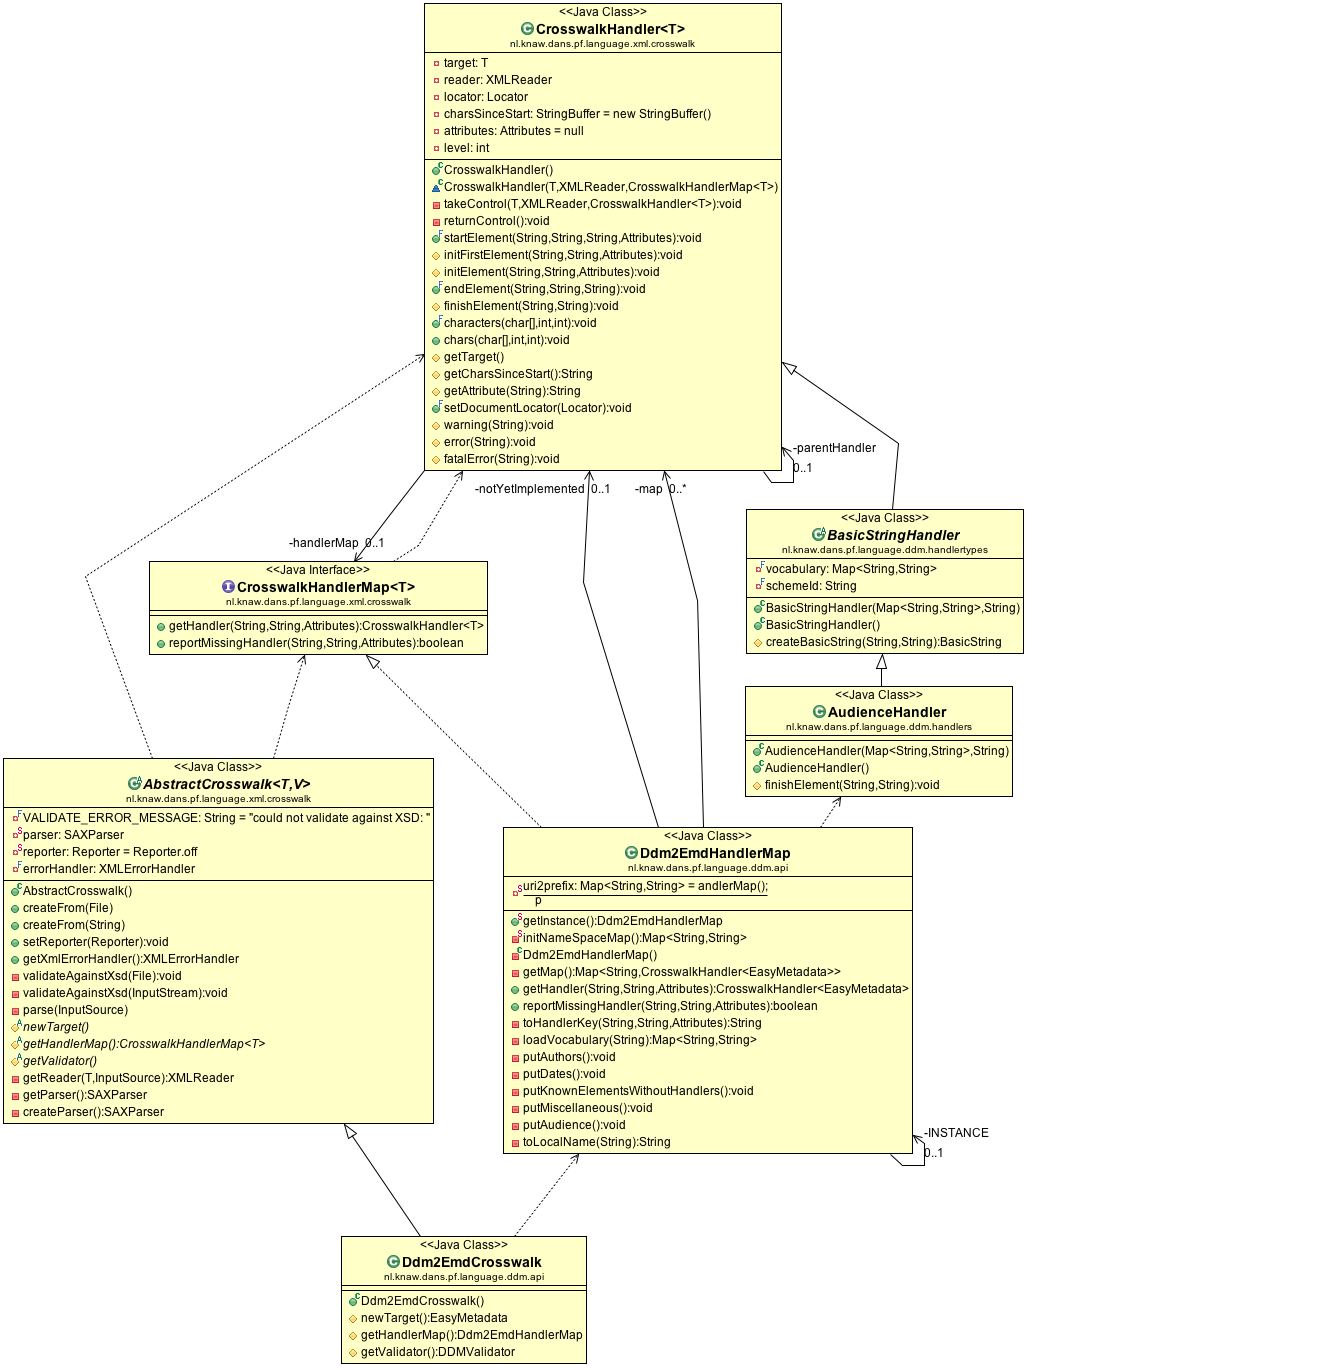 <<Java Class>>
CrosswalkHandler<T>
nl.knaw.dans.pf.language.xml.crosswalk
target: T
reader: XMLReader
locator: Locator
charsSinceStart: StringBuffer = new StringBuffer()
attributes: Attributes = null
level: int
CrosswalkHandler()
CrosswalkHandler(T,XMLReader,CrosswalkHandlerMap<T>)
takeControl(T,XMLReader,CrosswalkHandler<T>):void
returnControl():void
startElement(String,String,String,Attributes):void
initFirstElement(String,String,Attributes):void
initElement(String,String,Attributes):void
endElement(String,String,String):void
finishElement(String,String):void
characters(char[],int,int):void
chars(char[],int,int):void
getTarget()
getCharsSinceStart():String
getAttribute(String):String
setDocumentLocator(Locator):void
warning(String):void
error(String):void
fatalError(String):void
-parentHandler
0..1
-notYetImplemented 0..1
-map 0..*
-handlerMap 0..1
<<Java Class>>
BasicStringHandler
nl.knaw.dans.pf.language.ddm.handlertypes
vocabulary: Map<String,String>
schemeId: String
BasicStringHandler(Map<String,String>,String)
BasicStringHandler()
createBasicString(String,String):BasicString
<<Java Interface>>
CrosswalkHandlerMap<T>
nl.knaw.dans.pf.language.xml.crosswalk
getHandler(String,String,Attributes):CrosswalkHandler<T>
reportMissingHandler(String,String,Attributes):boolean
<<Java Class>>
AudienceHandler
nl.knaw.dans.pf.language.ddm.handlers
AudienceHandler(Map<String,String>,String)
AudienceHandler()
finishElement(String,String):void
<<Java Class>>
AbstractCrosswalk<T,V>
nl.knaw.dans.pf.language.xml.crosswalk
VALIDATE_ERROR_MESSAGE: String = "could not validate against XSD: "
parser: SAXParser
reporter: Reporter = Reporter.off
errorHandler: XMLErrorHandler
AbstractCrosswalk()
createFrom(File)
createFrom(String)
setReporter(Reporter):void
getXmlErrorHandler():XMLErrorHandler
validateAgainstXsd(File):void
validateAgainstXsd(InputStream):void
parse(InputSource)
newTarget()
getHandlerMap():CrosswalkHandlerMap<T>
getValidator()
getReader(T,InputSource):XMLReader
getParser():SAXParser
createParser():SAXParser
<<Java Class>>
Ddm2EmdHandlerMap
nl.knaw.dans.pf.language.ddm.api
uri2prefix: Map<String,String> = andlerMap();
p
getInstance():Ddm2EmdHandlerMap
initNameSpaceMap():Map<String,String>
Ddm2EmdHandlerMap()
getMap():Map<String,CrosswalkHandler<EasyMetadata>>
getHandler(String,String,Attributes):CrosswalkHandler<EasyMetadata>
reportMissingHandler(String,String,Attributes):boolean
toHandlerKey(String,String,Attributes):String
loadVocabulary(String):Map<String,String>
putAuthors():void
putDates():void
putKnownElementsWithoutHandlers():void
putMiscellaneous():void
putAudience():void
toLocalName(String):String
-INSTANCE
0..1
<<Java Class>>
Ddm2EmdCrosswalk
nl.knaw.dans.pf.language.ddm.api
Ddm2EmdCrosswalk()
newTarget():EasyMetadata
getHandlerMap():Ddm2EmdHandlerMap
getValidator():DDMValidator